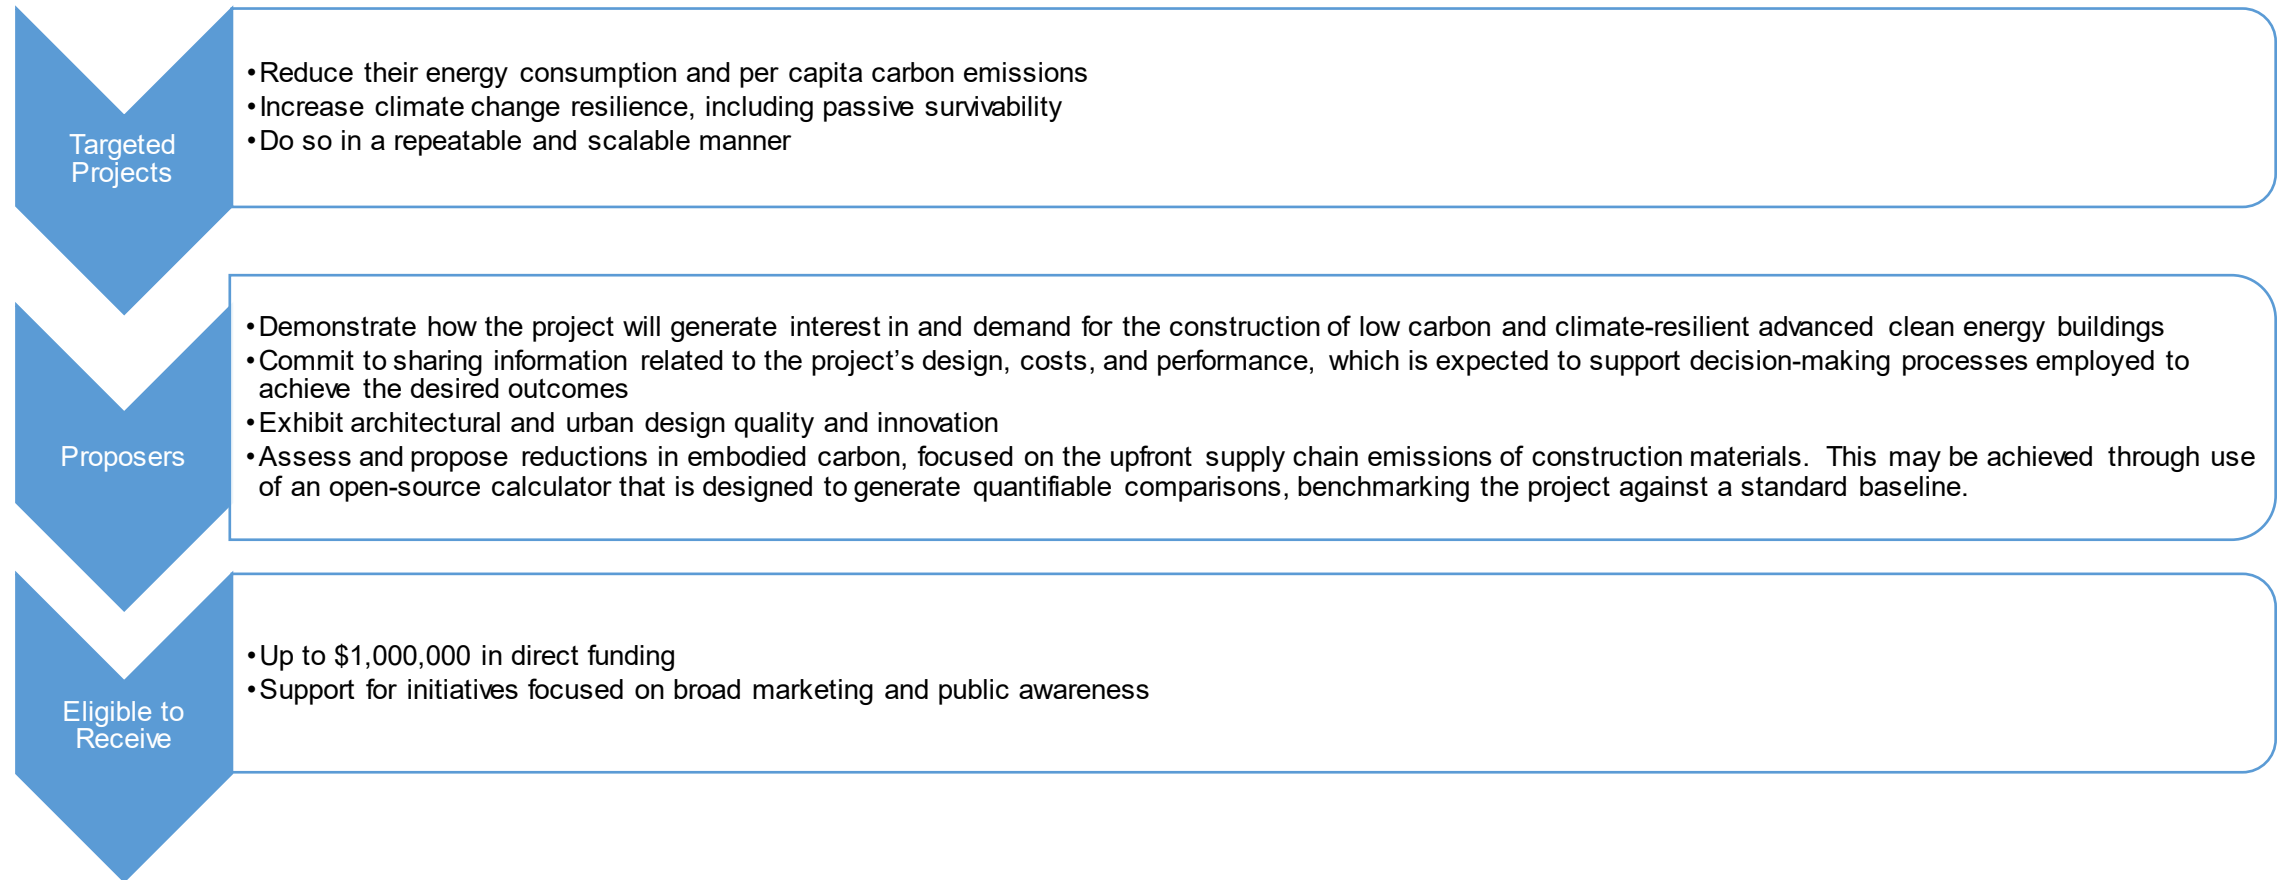 Targeted
Projects
•Reduce their energy consumption and per capita carbon emissions
•Increase climate change resilience, including passive survivability
•Do so in a repeatable and scalable manner
Proposers
•Demonstrate how the project will generate interest in and demand for the construction of low carbon and climate-resilient advanced clean energy buildings
•Commit to sharing information related to the project’s design, costs, and performance, which is expected to support decision-making processes employed to
achieve the desired outcomes
•Exhibit architectural and urban design quality and innovation
•Assess and propose reductions in embodied carbon, focused on the upfront supply chain emissions of construction materials. This may be achieved through use
of an open-source calculator that is designed to generate quantifiable comparisons, benchmarking the project against a standard baseline.
Eligible to
Receive
•Up to $1,000,000 in direct funding
•Support for initiatives focused on broad marketing and public awareness